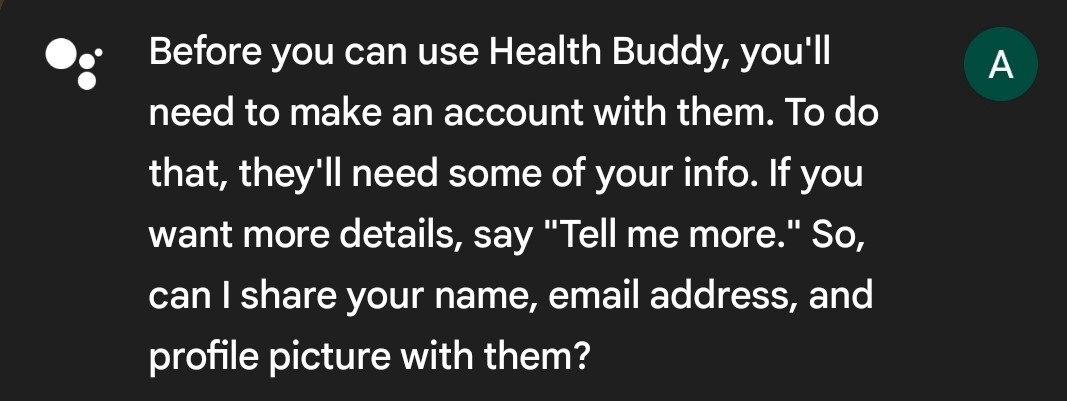 Before you can use Health Buddy, you'll
need to make an account with them. To do
that, they'll need some of your info. If you
want more details, say "Tell me more." So,
can I share your name, email address, and
profile picture with them?
A